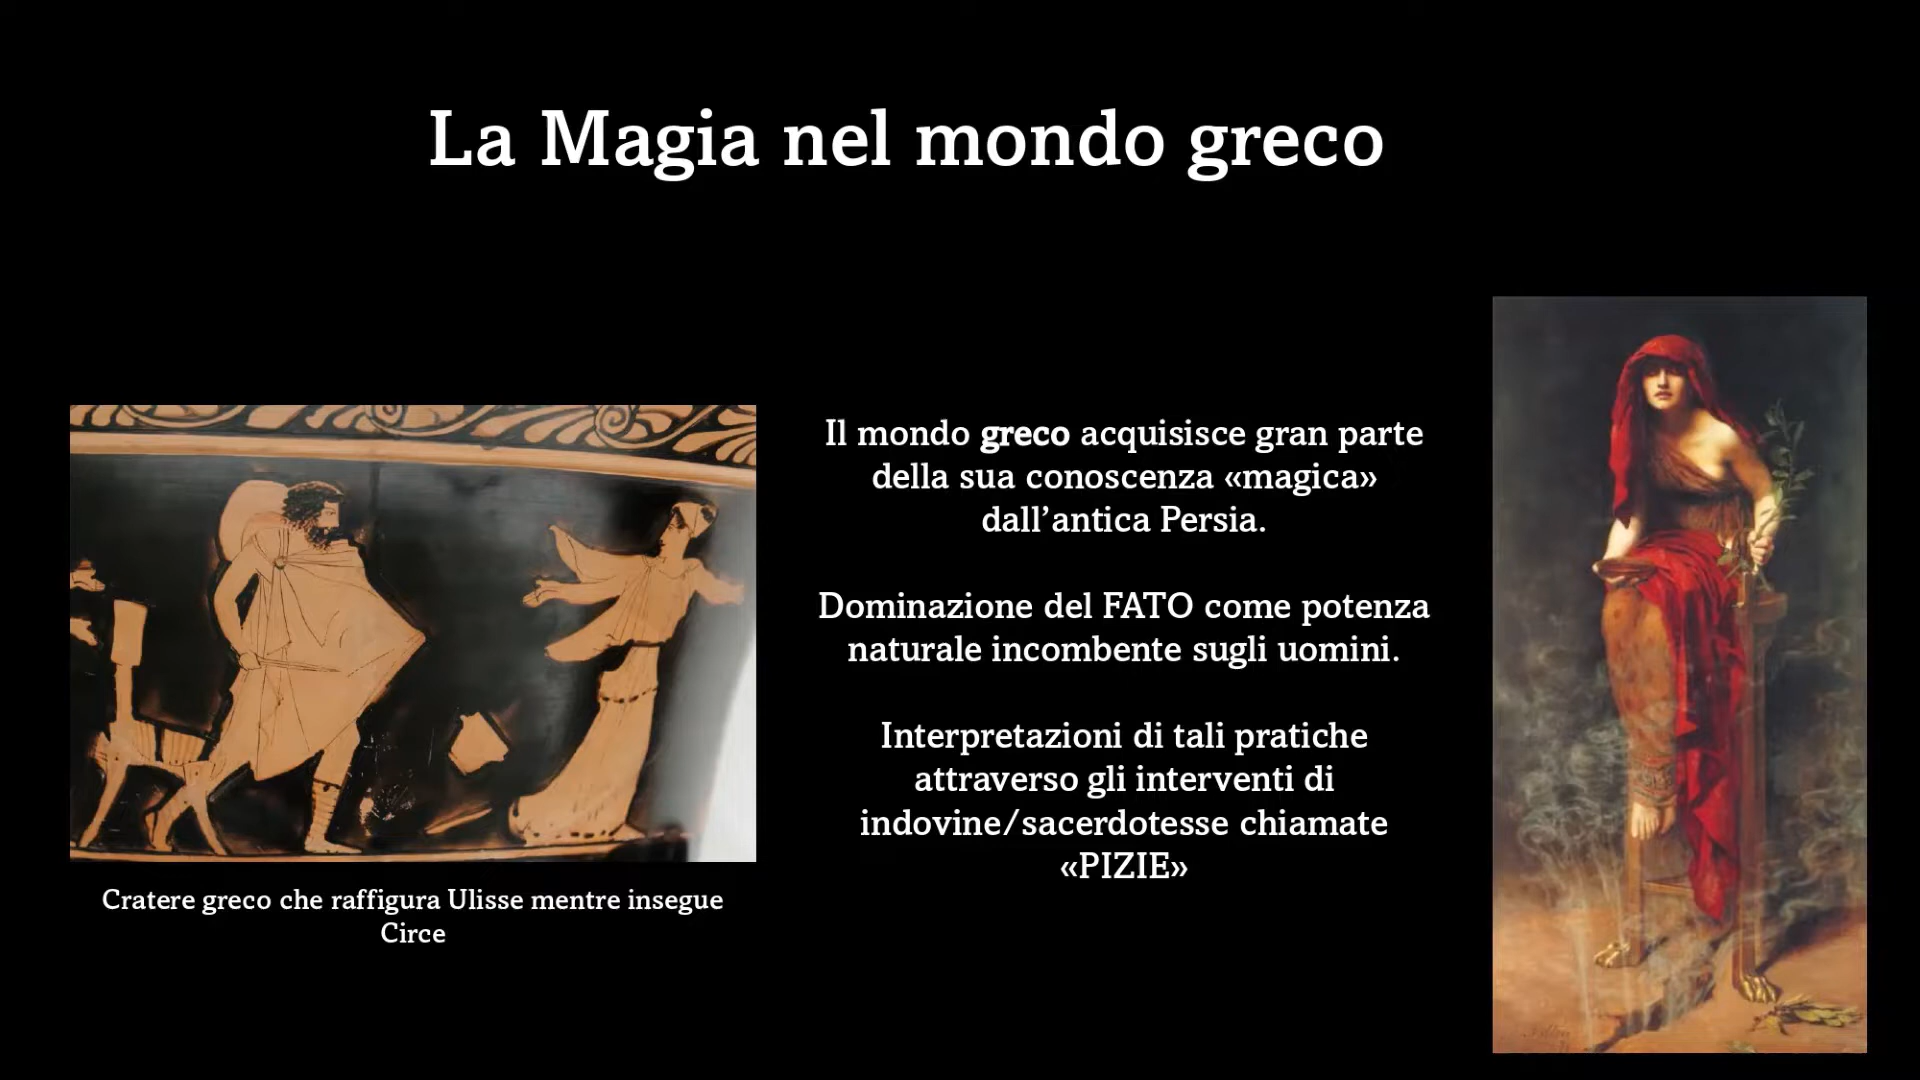 La Magia nel mondo greco
Il mondo greco acquisisce gran parte
della sua conoscenza «magica»
dall’antica Persia.
Dominazione del FATO come potenza
naturale incombente sugli uomini.
Interpretazioni di tali pratiche
attraverso gli interventi di
indovine/sacerdotesse chiamate
«PIZIE»
Cratere greco che raffigura Ulisse mentre insegue
Circe